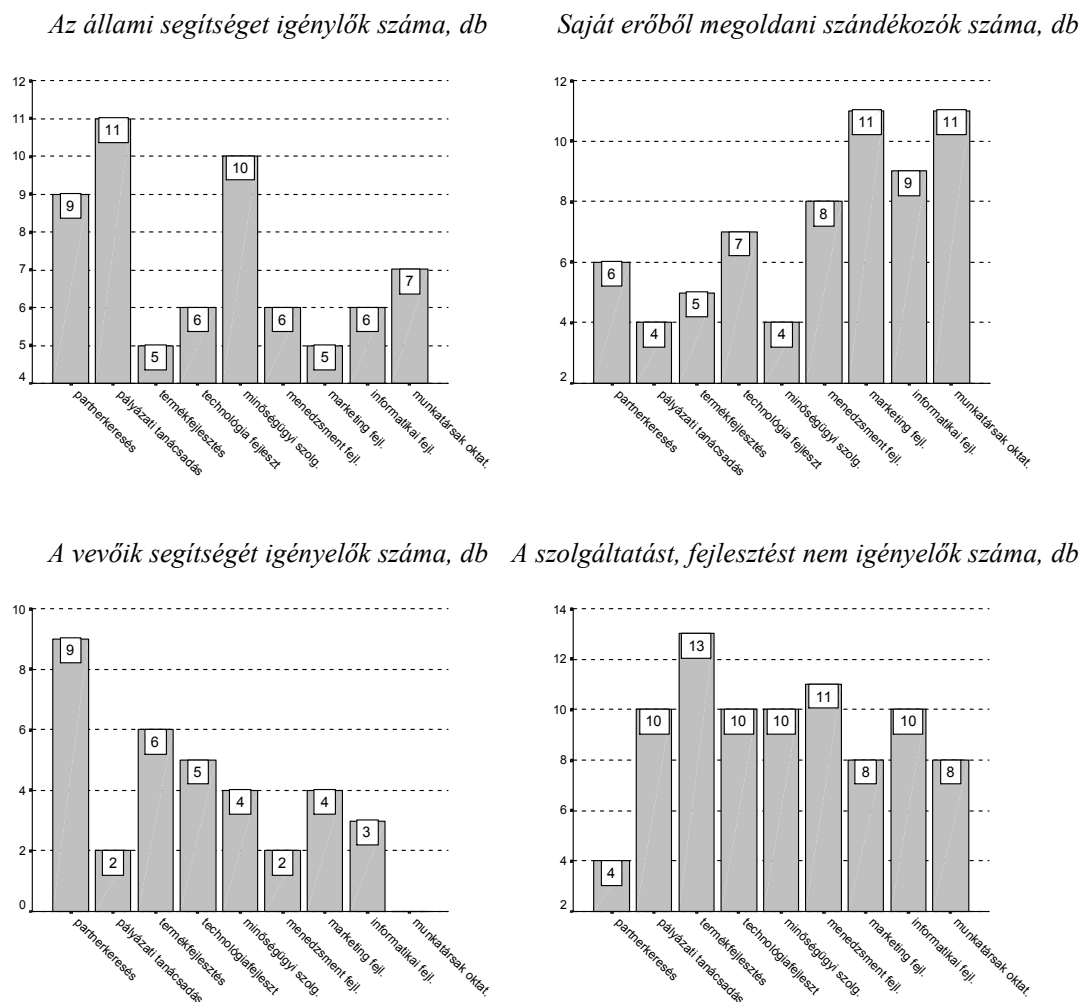 Az állami segítséget igénylők száma, db
12
11
10
9
8
7
6
5
4
9
11
5
6
10
6
5
6
7
partnerkeresés
pályázati tanácsadás
termékfejlesztés
technológia fejleszt
minőségügyi szolg.
menedzsment fejl.
marketing fejl.
informatikai fejl.
munkatársak oktat.
Saját erőből megoldani szándékozók száma, db
12
10
8
6
4
2
6
4
5
7
4
8
11
9
11
partnerkeresés
pályázati tanácsadás
termékfejlesztés
technológia fejleszt
minőségügyi szolg.
menedzsment fejl.
marketing fejl.
informatikai fejl.
munkatársak oktat.
A vevőik segítségét igényelők száma, db
10
8
6
4
2
0
9
2
6
5
4
2
4
3
partnerkeresés
pályázati tanácsadás
termékfejlesztés
technológiafejleszt
minőségügyi szolg.
menedzsment fejl.
marketing fejl.
informatikai fejl.
munkatársak oktat.
A szolgáltatást, fejlesztést nem igényelők száma, db
14
12
10
8
6
4
2
4
10
13
10
10
11
8
10
8
partnerkeresés
pályázati tanácsadás
termékfejlesztés
technológiafejleszt
minőségügyi szolg.
menedzsment fejl.
marketing fejl.
informatikai fejl.
munkatársak oktat.